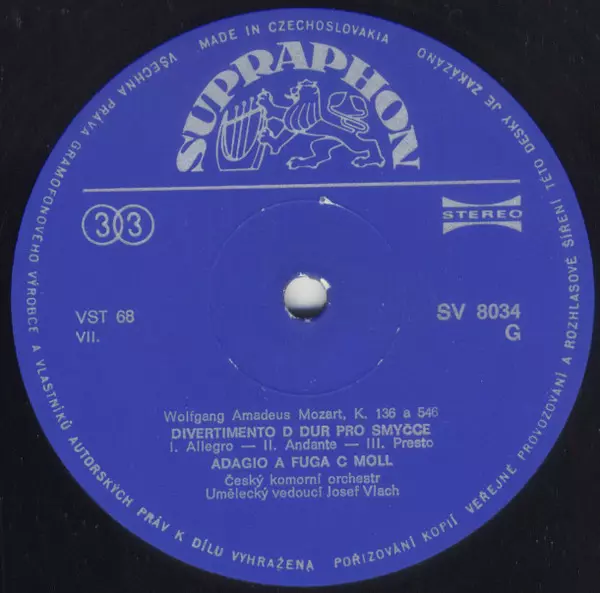 MADE IN CZECHOSLOVAKIA
SUPRAPHON
33
STEREO
VST 68
VII.
SV 8034
G
Wolfgang Amadeus Mozart, K. 136 a 546
DIVERTIMENTO D DUR PRO SMYČCE
I. Allegro — II. Andante — III. Presto
ADAGIO A FUGA C MOLL
Český komorní orchestr
Umělecký vedoucí Josef Vlach
VŠECHNA PRÁVA GRAMOFONOVÉHO VÝROBCE A VLASTNÍKŮ AUTORSKÝCH PRÁV K DÍLU VYHRAŽENA. POŘIZOVÁNÍ KOPIÍ VEŘEJNÉ PROVOZOVÁNÍ A ROZHLASOVÉ ŠÍŘENÍ TÉTO DESKY JE ZAKÁZÁNO